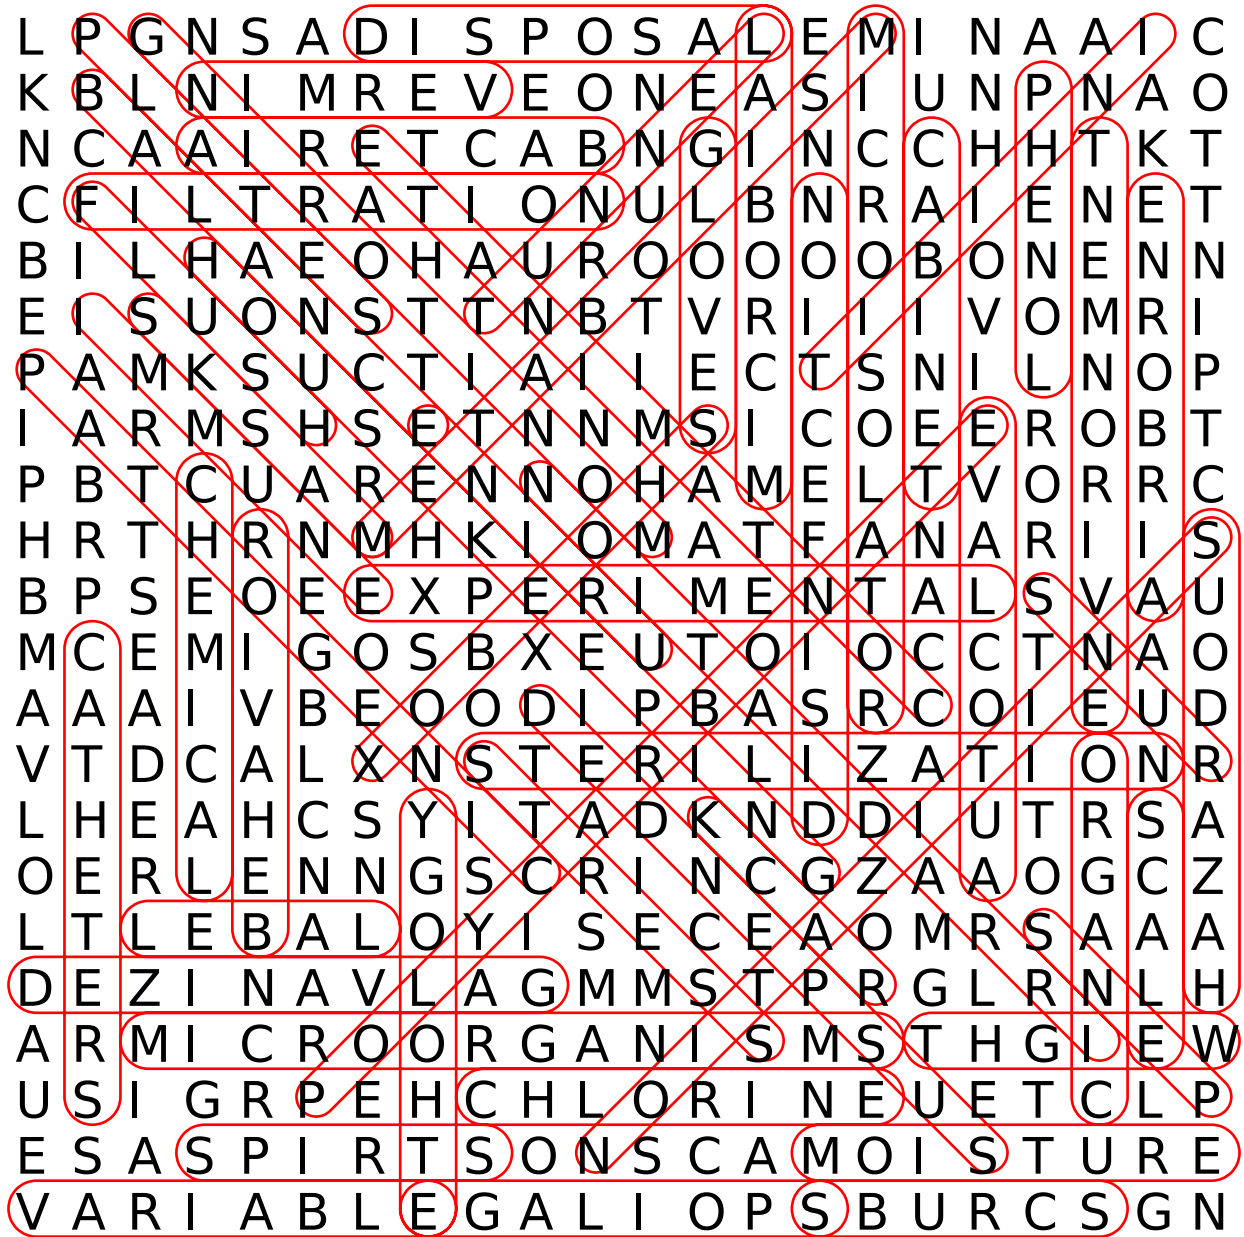 L P G N S A D I S P O S A L E M I N A A I C
K B L N I M R E V E O N E A S I U N P N A O
N C A A I R E T C A B N G I N C C H H T K T
C F I L T R A T I O N U L B N R A I E N E T
B I L H A E O H A U R O O O O O B O N E N N
E I S U O N S T T N B T V R I I I V O M R I
P A M K S U C T I A I I E C T S N I L N O P
I A R M S H S E T N N M S I C O E E R O B T
P B T C U A R E N N O H A M E L T V O R R C
H R T H R N M H K I O M A T F A N A R I I S
B P S E O E E X P E R I M E N T A L S V A U
M C E M I G O S B X E U T O I O C C T N A O
A A A I V B E O O D I P B A S R C O I E U D
V T D C A L X N S T E R I L I Z A T I O N R
L H E A H C S Y I T A D K N D D I U T R S A
O E R L E N N G S C R I N C G Z A A O G C Z
L T L E B A L O Y I S E C E A O M R S A A A
D E Z I N A V L A G M M S T P R G L R N L H
A R M I C R O O R G A N I S M S T H G I E W
U S I G R P E H C H L O R I N E U E T C L P
E S A S P I R T S O N S C A M O I S T U R E
V A R I A B L E G A L I O P S B U R C S G N